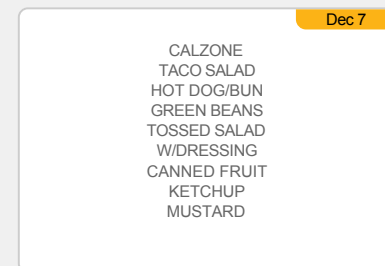 Dec 7
CALZONE
TACO SALAD
HOT DOG/BUN
GREEN BEANS
TOSSED SALAD
W/DRESSING
CANNED FRUIT
KETCHUP
MUSTARD